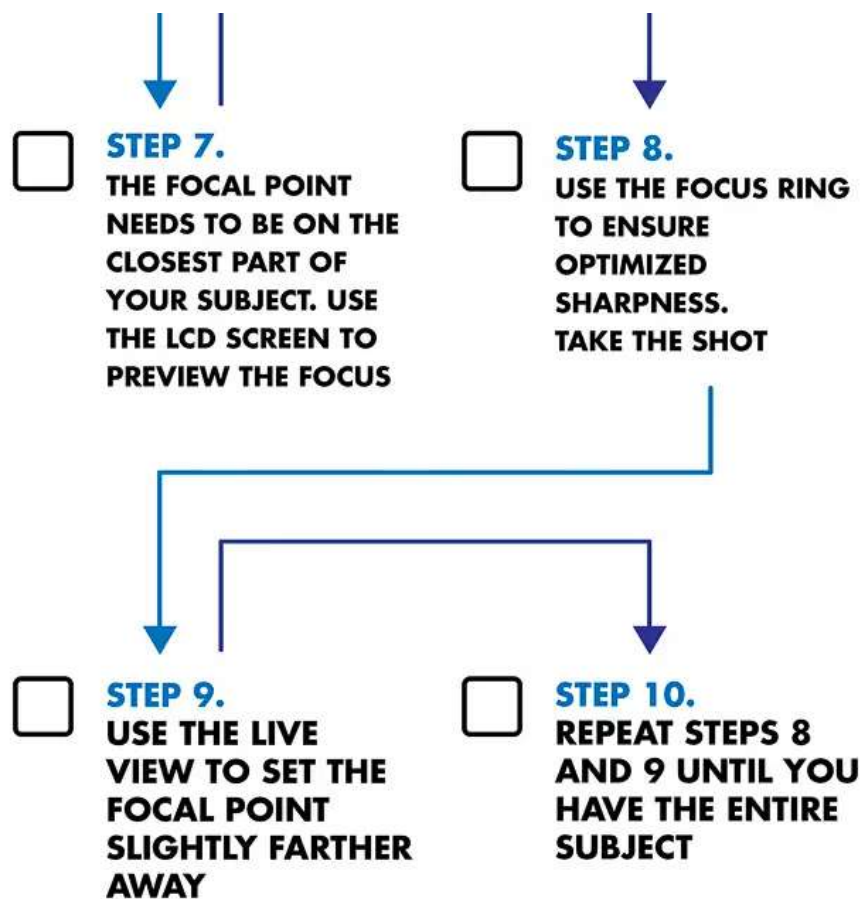 STEP 7.
THE FOCAL POINT
NEEDS TO BE ON THE
CLOSEST PART OF
YOUR SUBJECT. USE
THE LCD SCREEN TO
PREVIEW THE FOCUS
STEP 8.
USE THE FOCUS RING
TO ENSURE
OPTIMIZED
SHARPNESS.
TAKE THE SHOT
STEP 9.
USE THE LIVE
VIEW TO SET THE
FOCAL POINT
SLIGHTLY FARTHER
AWAY
STEP 10.
REPEAT STEPS 8
AND 9 UNTIL YOU
HAVE THE ENTIRE
SUBJECT